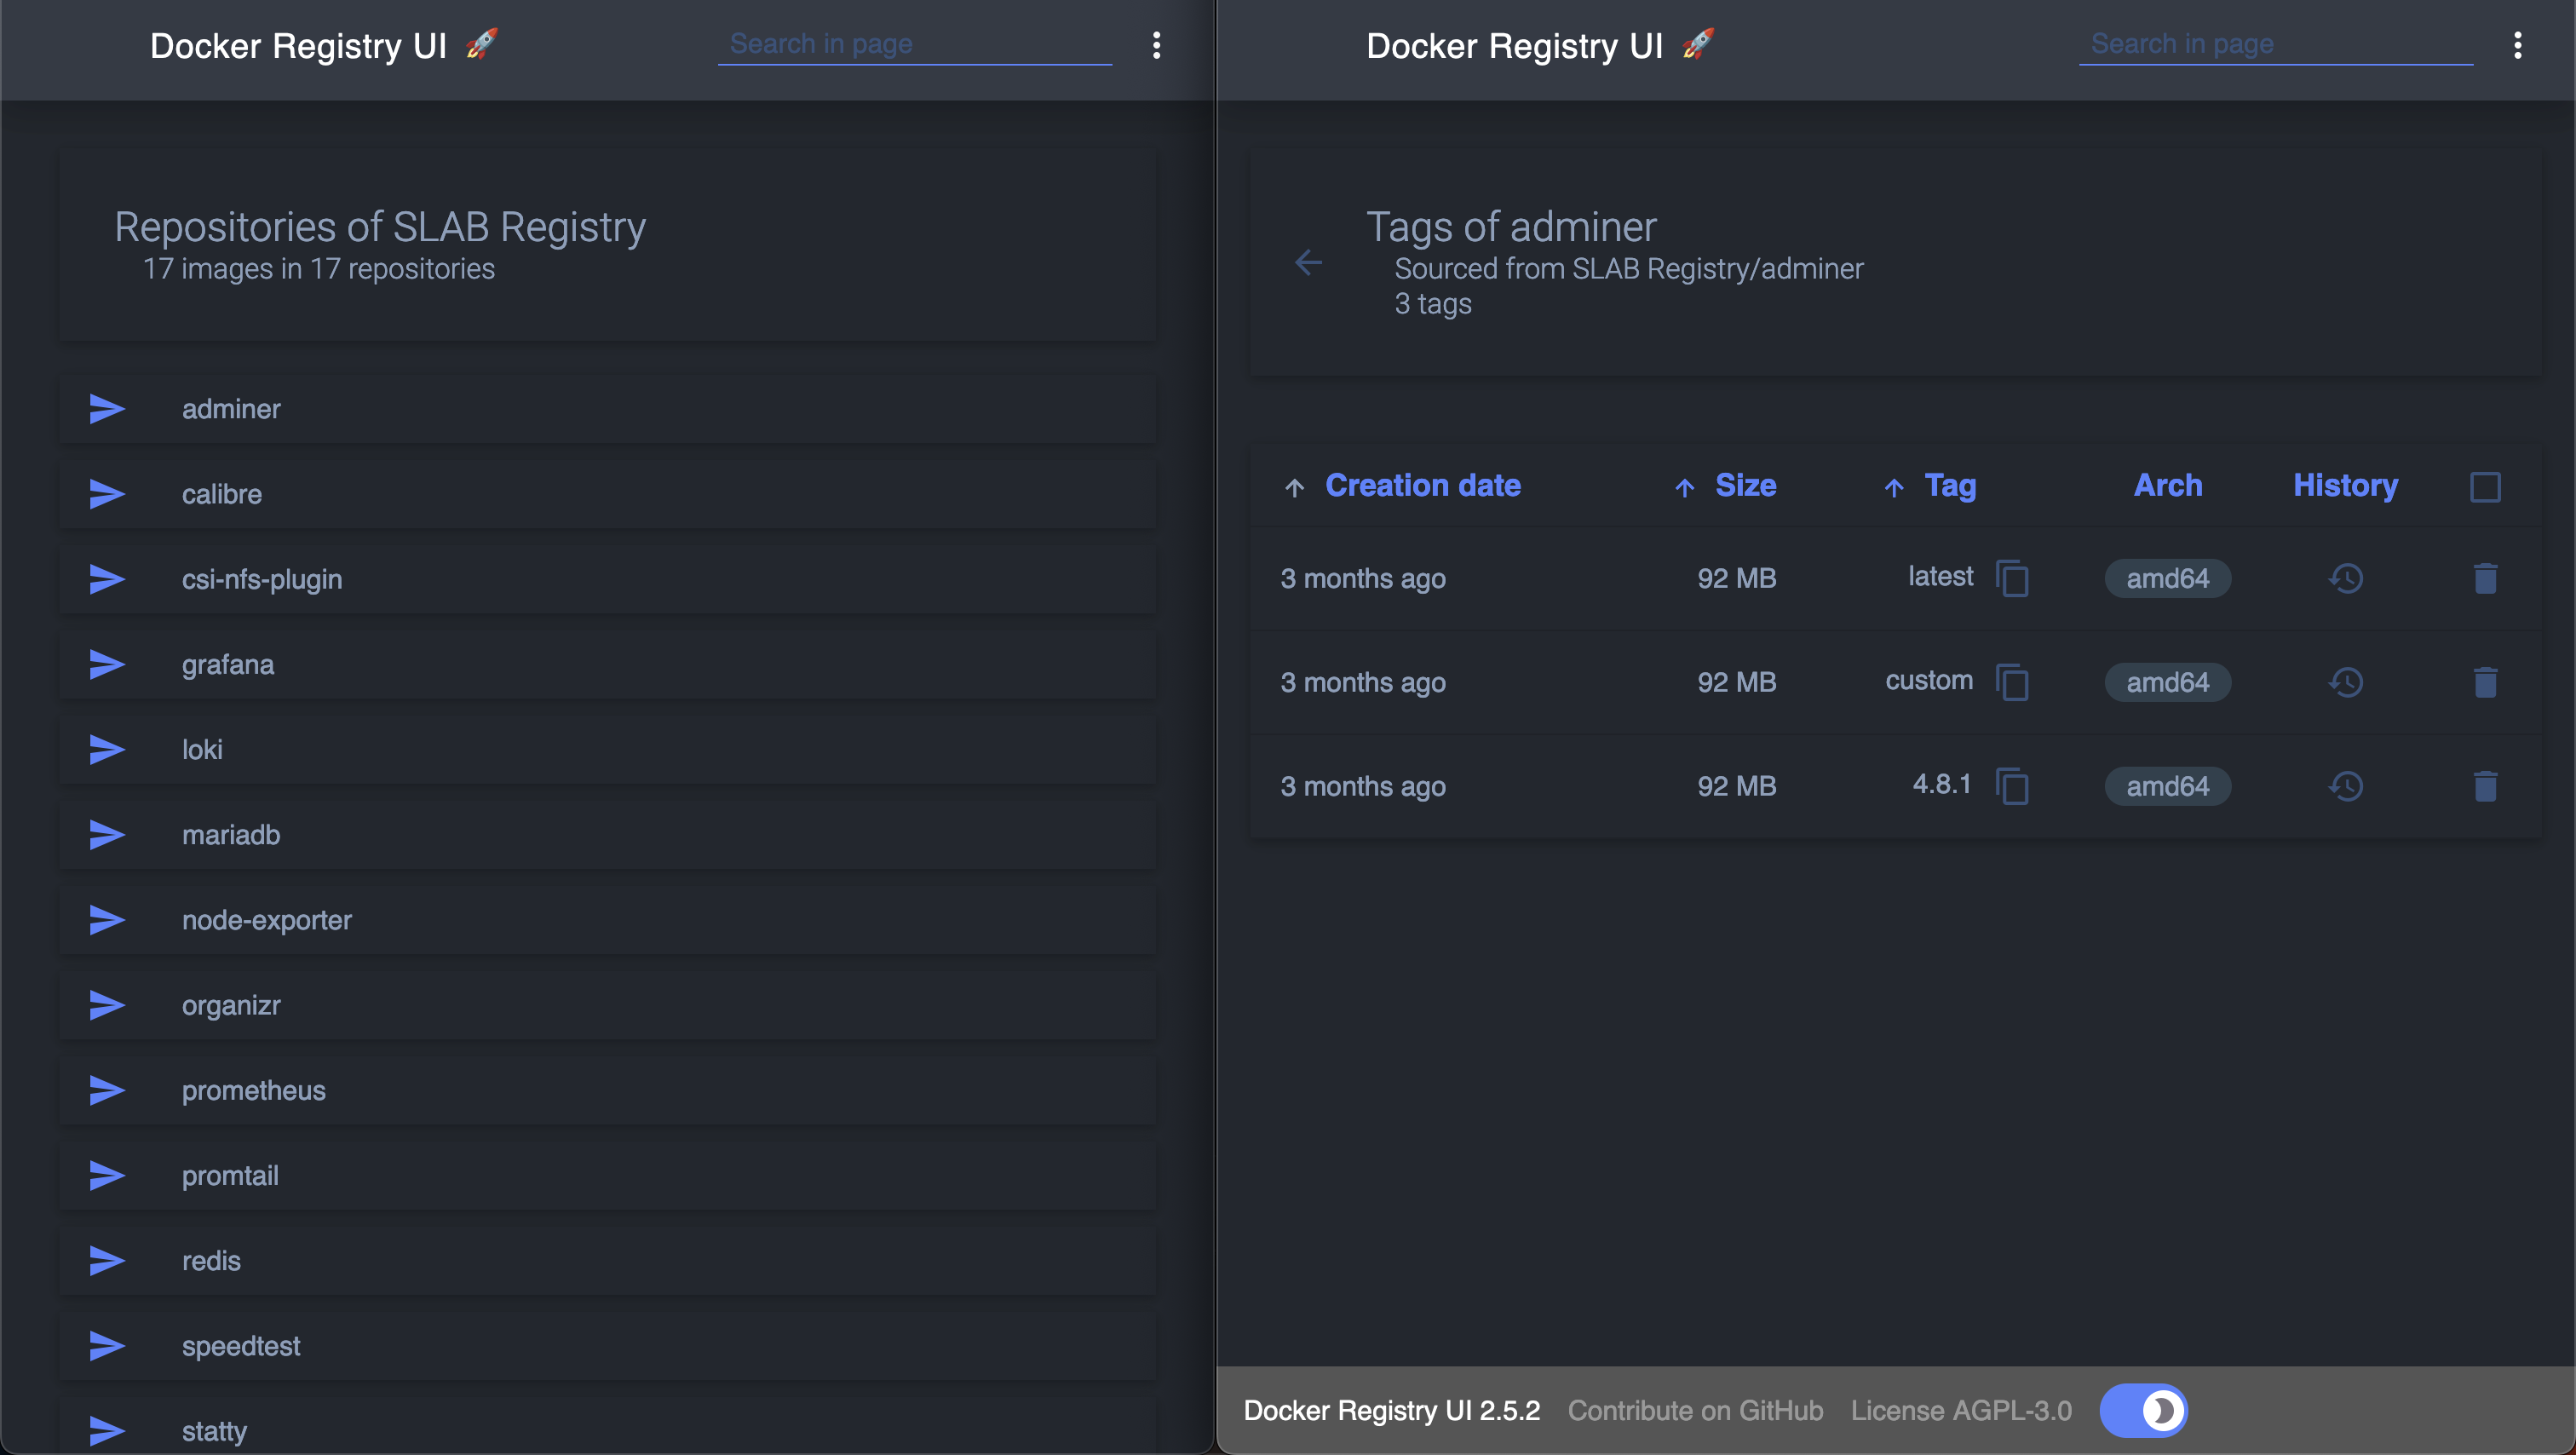 Docker Registry UI 🚀
Search in page
Repositories of SLAB Registry
17 images in 17 repositories
adminer
calibre
csi-nfs-plugin
grafana
loki
mariadb
node-exporter
organizr
prometheus
promtail
redis
speedtest
statty
Docker Registry UI 🚀
Search in page
Tags of adminer
Sourced from SLAB Registry/adminer
3 tags
Creation date Size Tag Arch History
3 months ago 92 MB latest amd64
3 months ago 92 MB custom amd64
3 months ago 92 MB 4.8.1 amd64
Docker Registry UI 2.5.2 Contribute on GitHub License AGPL-3.0